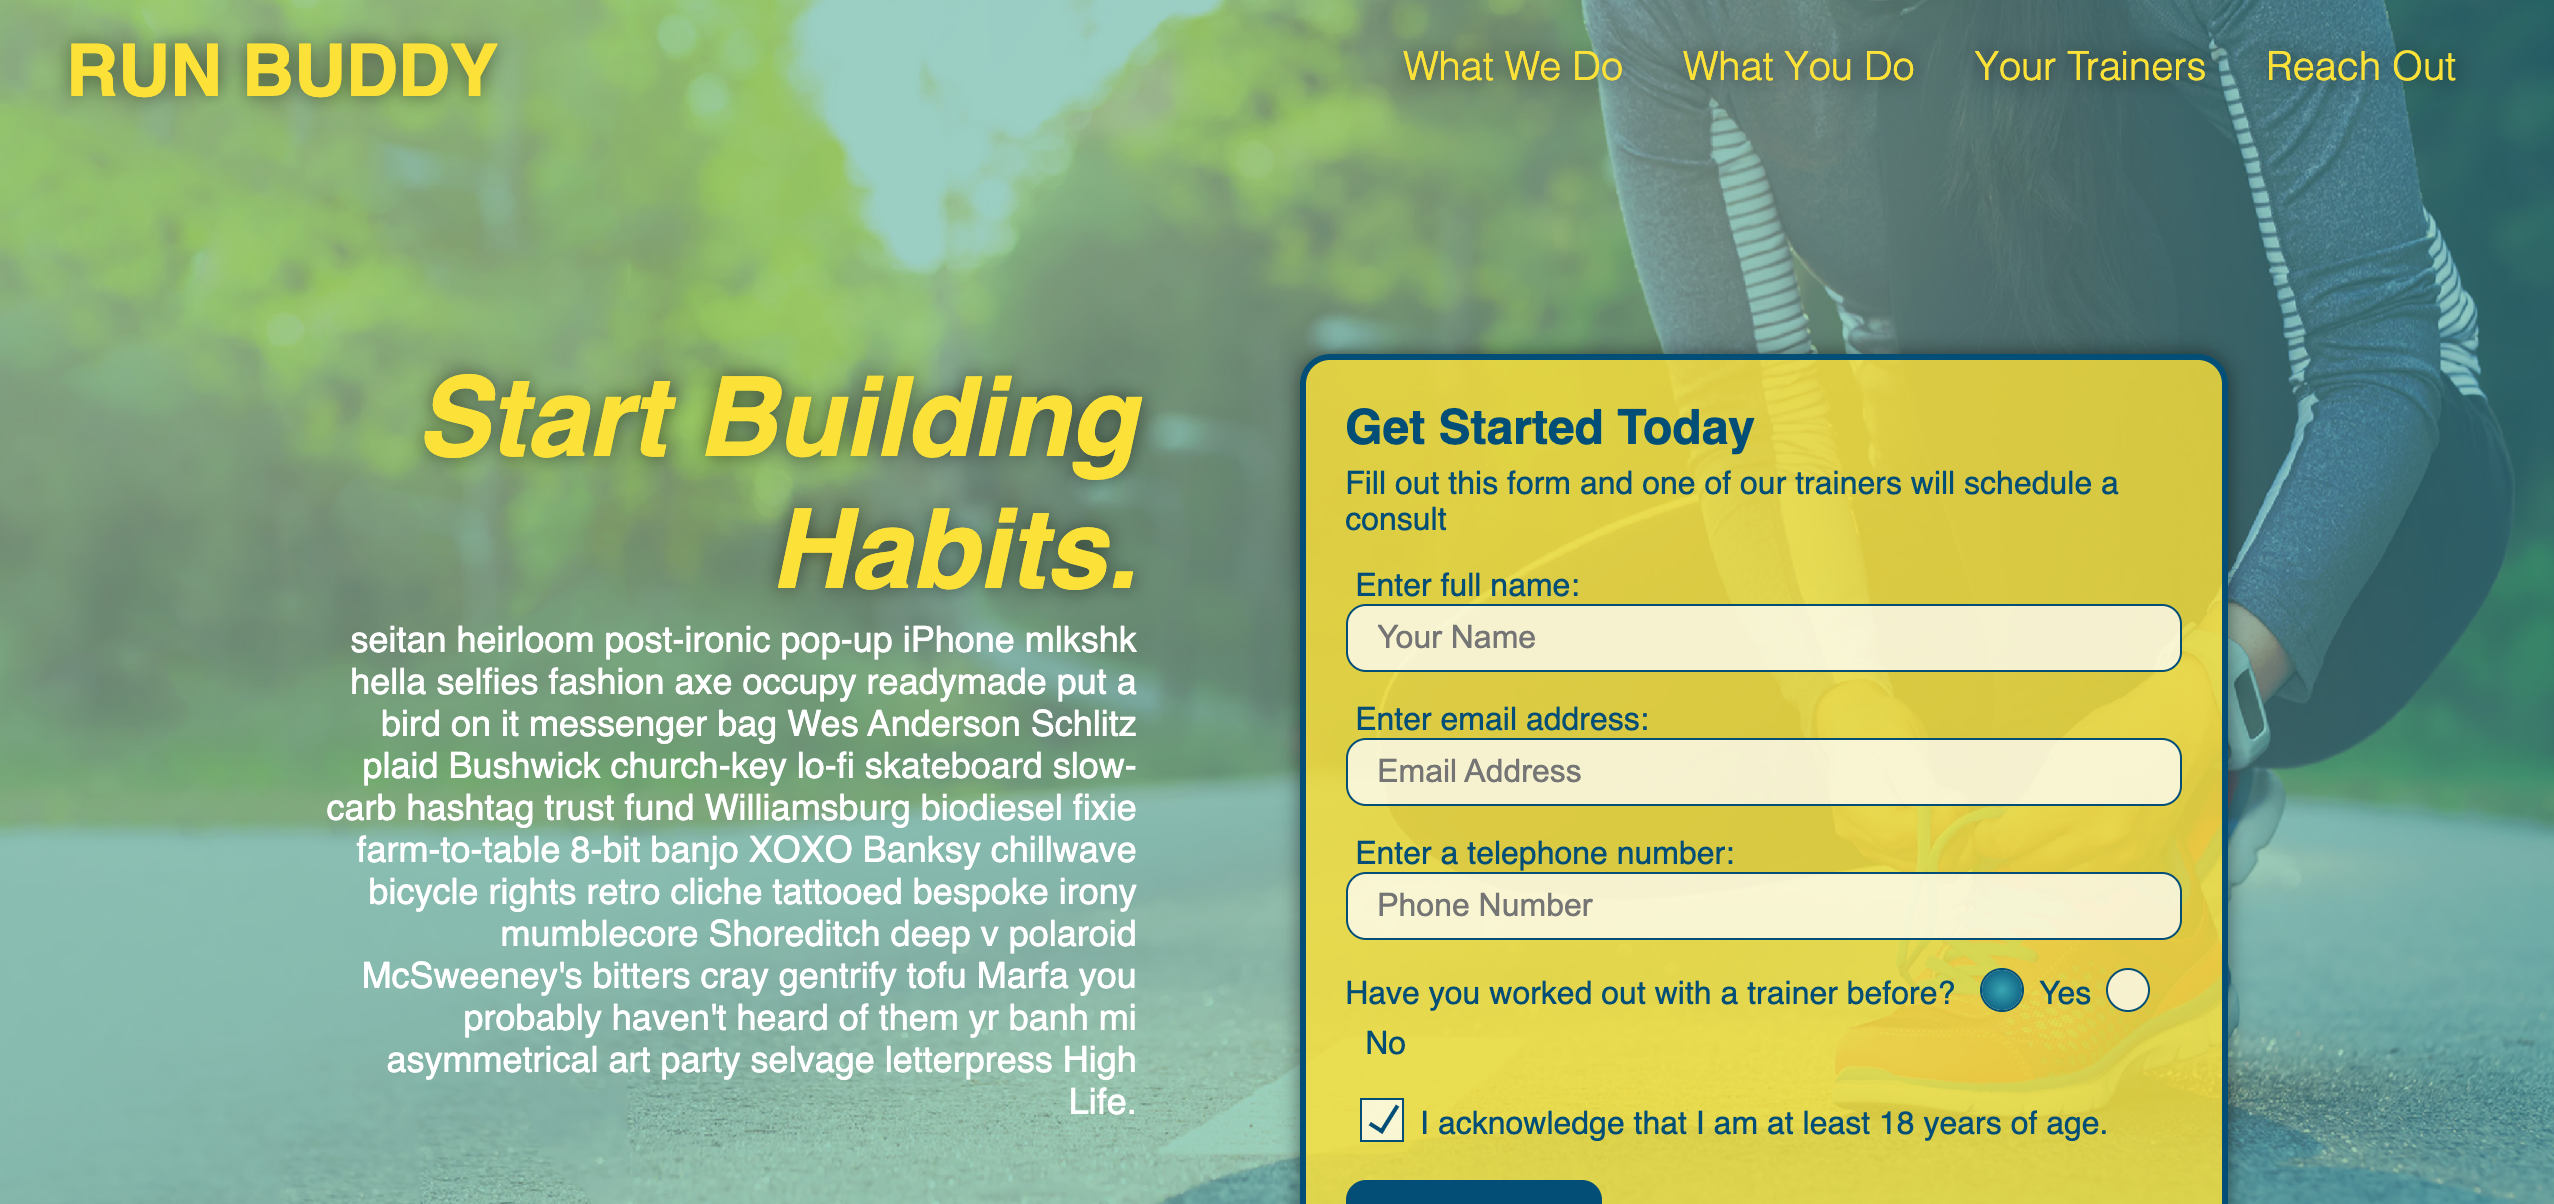 RUN BUDDY
What We Do
What You Do
Your Trainers
Reach Out
Start Building
Habits.
seitan heirloom post-ironic pop-up iPhone mlkshk
hella selfies fashion axe occupy readymade put a
bird on it messenger bag Wes Anderson Schlitz
plaid Bushwick church-key lo-fi skateboard slow-
carb hashtag trust fund Williamsburg biodiesel fixie
farm-to-table 8-bit banjo XOXO Banksy chillwave
bicycle rights retro cliche tattooed bespoke irony
mumblecore Shoreditch deep v polaroid
McSweeney's bitters cray gentrify tofu Marfa you
probably haven't heard of them yr banh mi
asymmetrical art party selvage letterpress High
Life.
Get Started Today
Fill out this form and one of our trainers will schedule a
consult
Enter full name:
Your Name
Enter email address:
Email Address
Enter a telephone number:
Phone Number
Have you worked out with a trainer before? Yes
No
I acknowledge that I am at least 18 years of age.